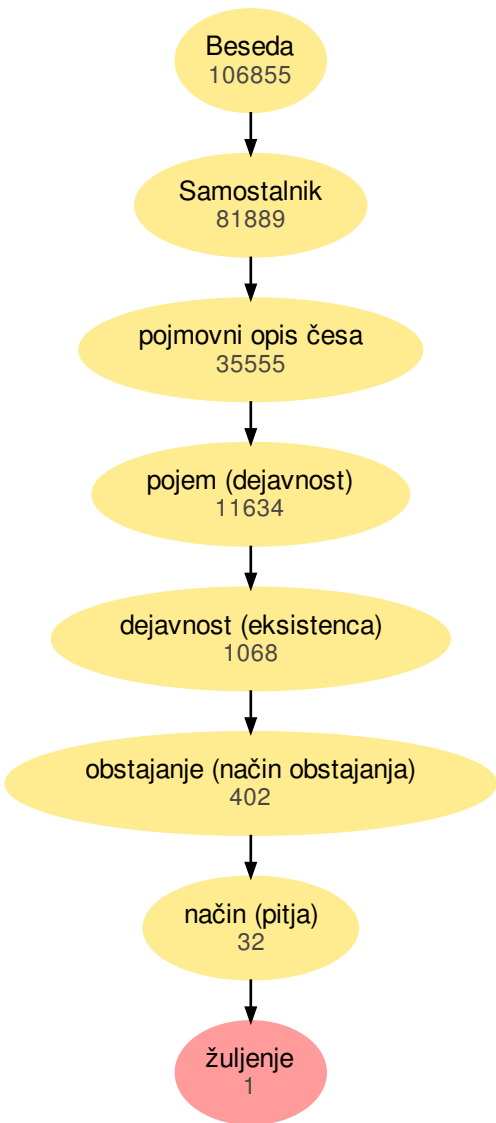 Beseda
106855
Samostalnik
81889
pojmovni opis česa
35555
pojem (dejavnost)
11634
dejavnost (eksistenca)
1068
obstajanje (način obstajanja)
402
način (pitja)
32
žuljenje
1